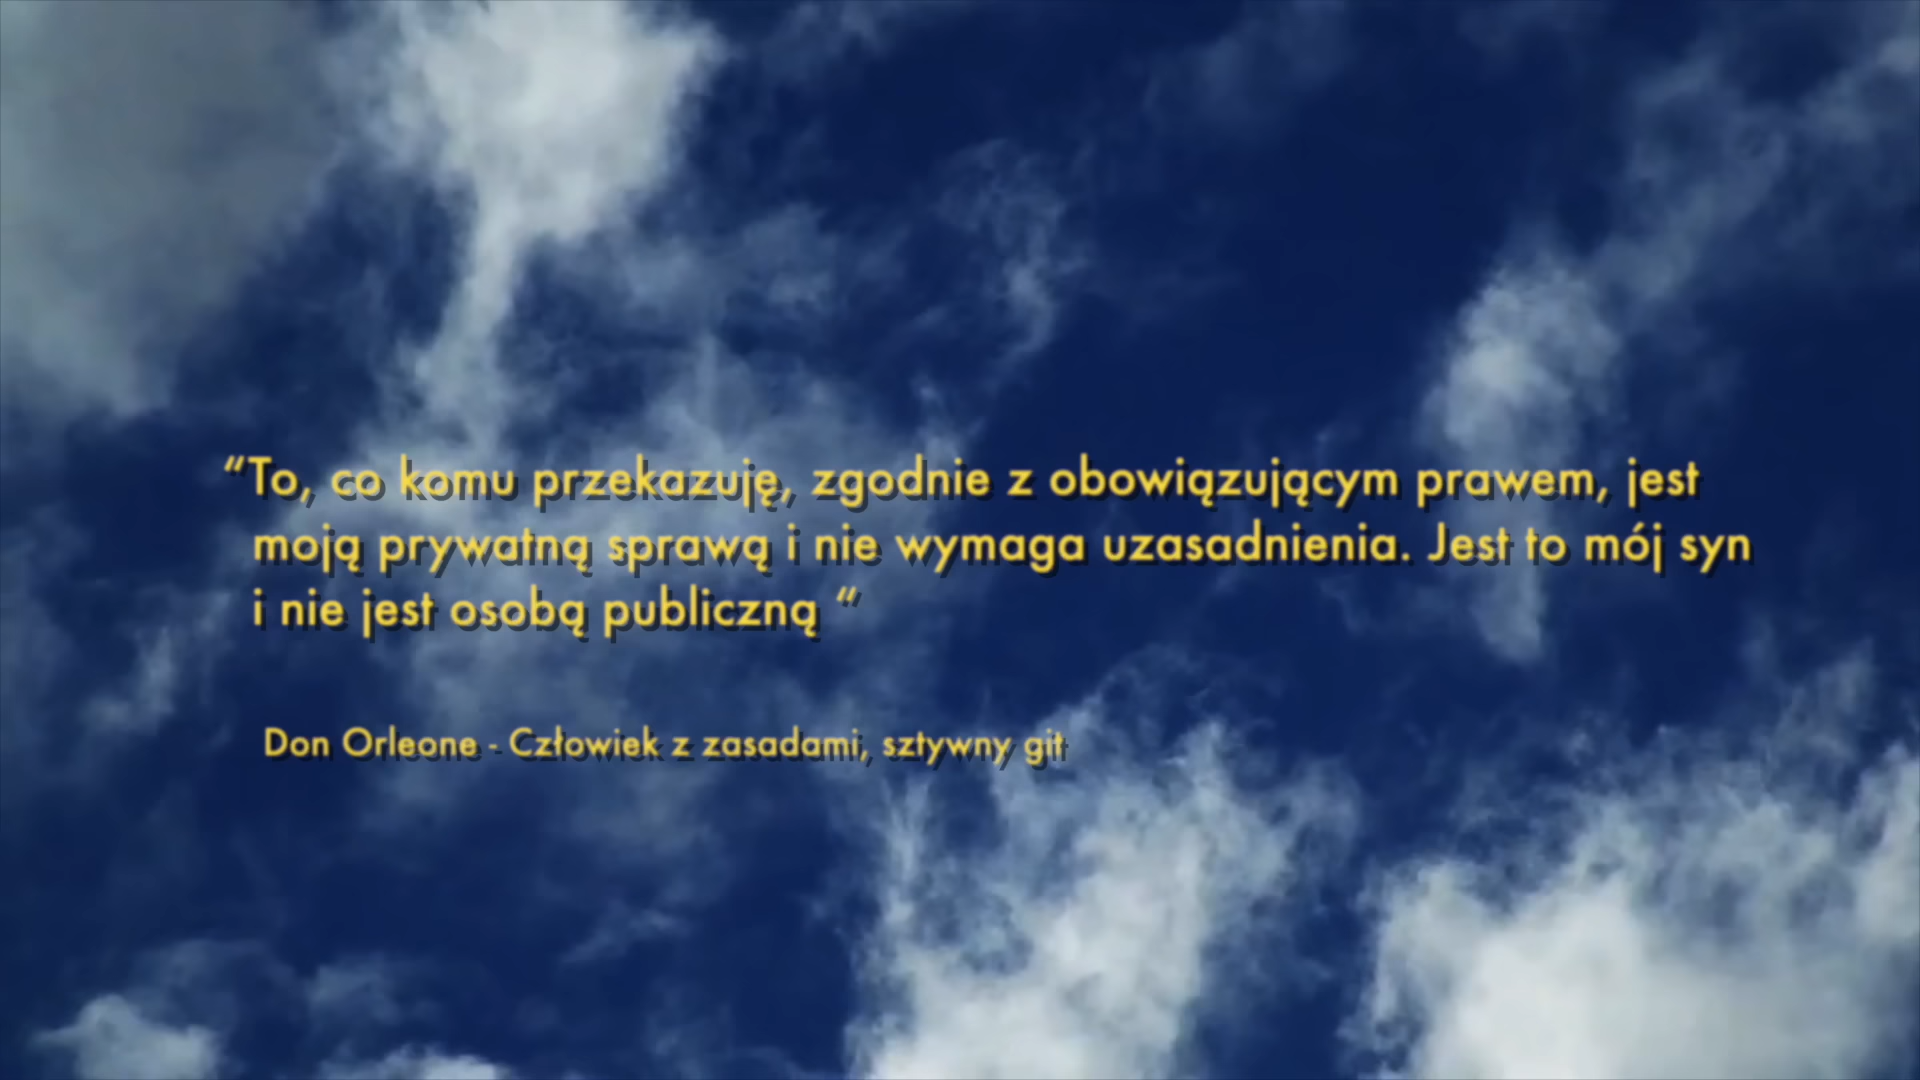 “To, co komu przekazuję, zgodnie z obowiązującym prawem, jest
moją prywatną sprawą i nie wymaga uzasadnienia. Jest to mój syn
i nie jest osobą publiczną “
Don Orleone - Człowiek z zasadami, sztywny git